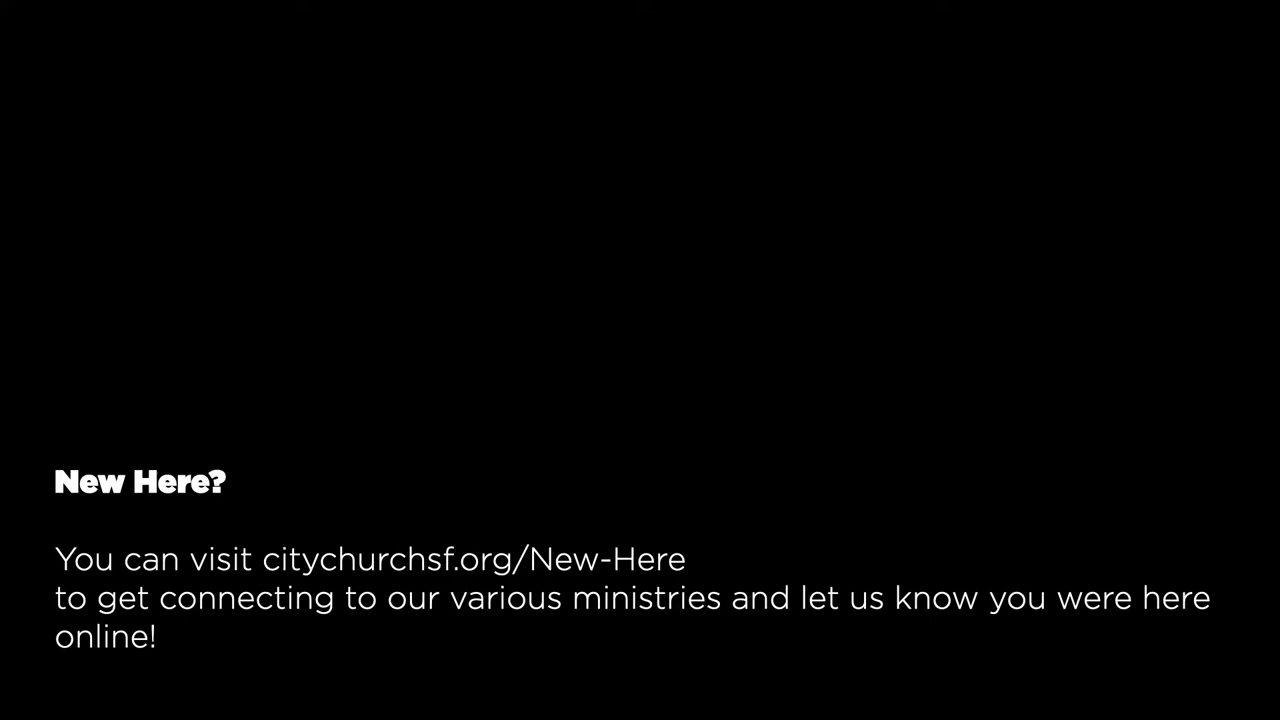 New Here?
You can visit citychurchsf.org/New-Here
to get connecting to our various ministries and let us know you were here
online!